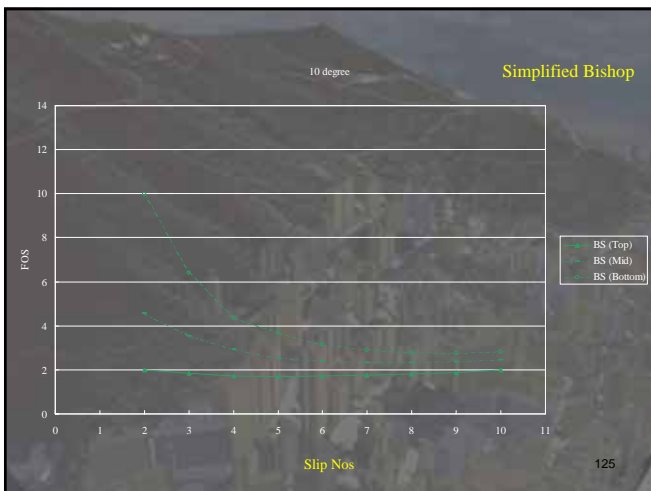 10 degree
Simplified Bishop
14
12
10
8
6
4
2
0
FOS
0 1 2 3 4 5 6 7 8 9 10 11
Slip Nos
BS (Top)
BS (Mid)
BS (Bottom)
125